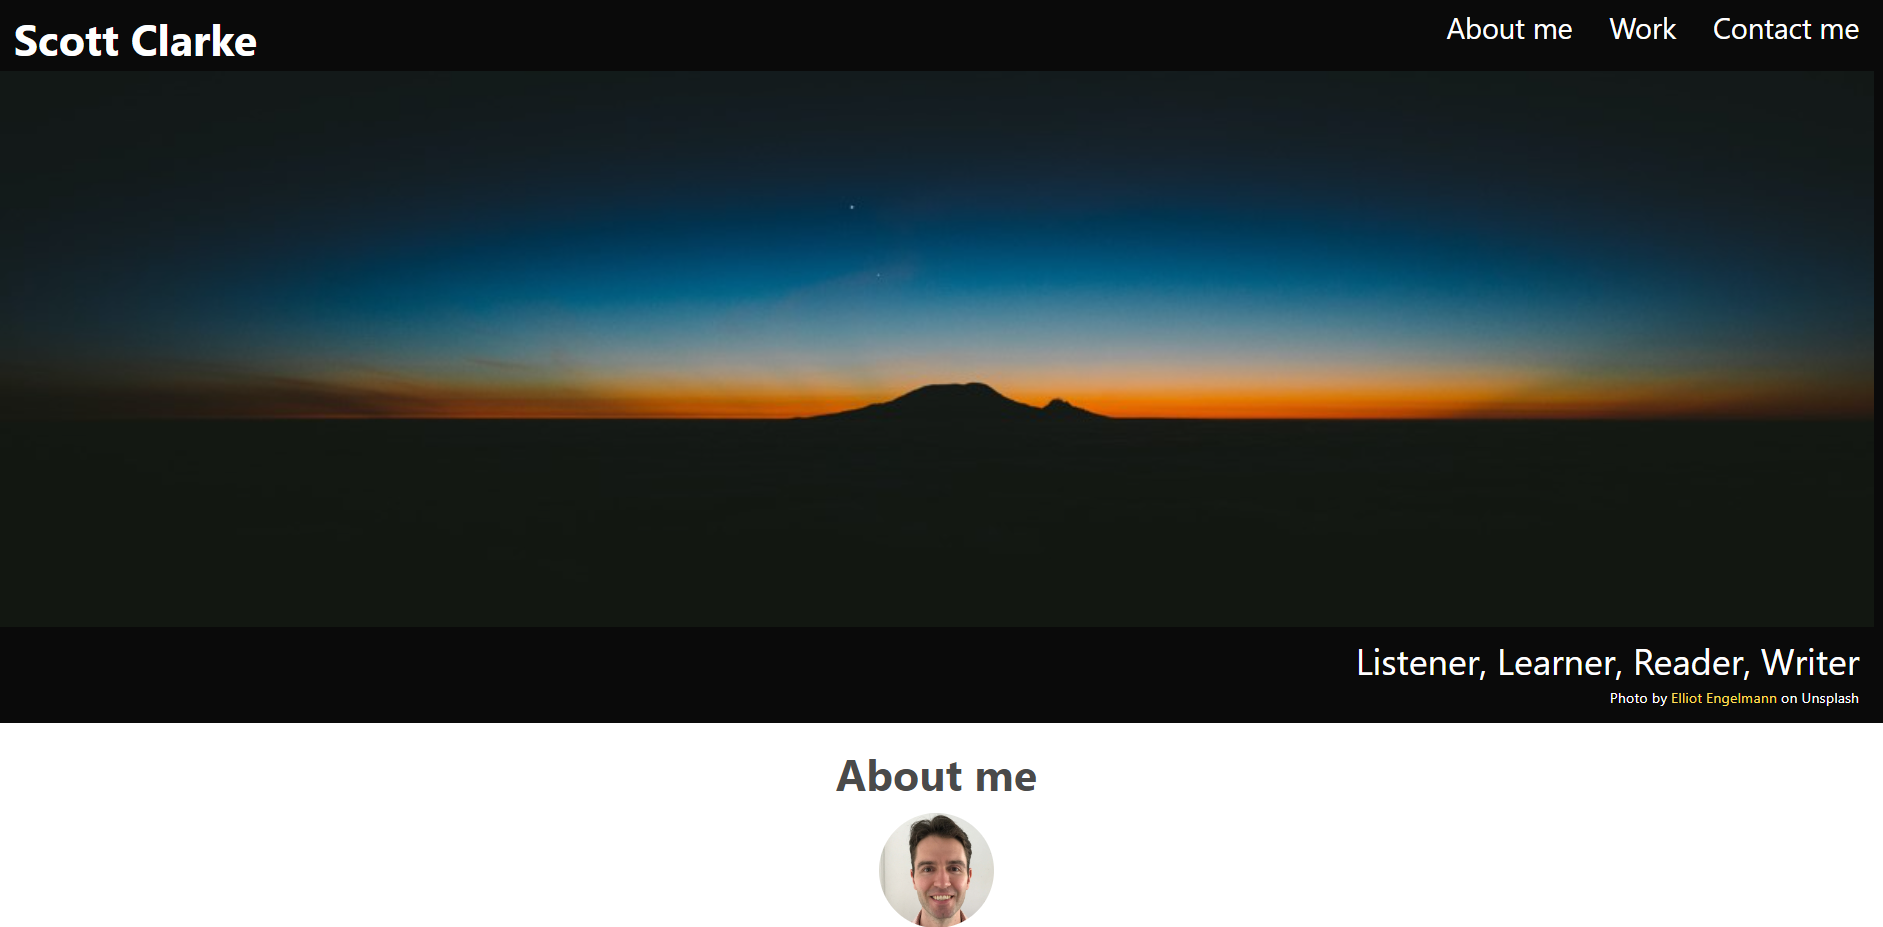 Scott Clarke
About me Work Contact me
Listener, Learner, Reader, Writer
Photo by Elliot Engelmann on Unsplash
About me